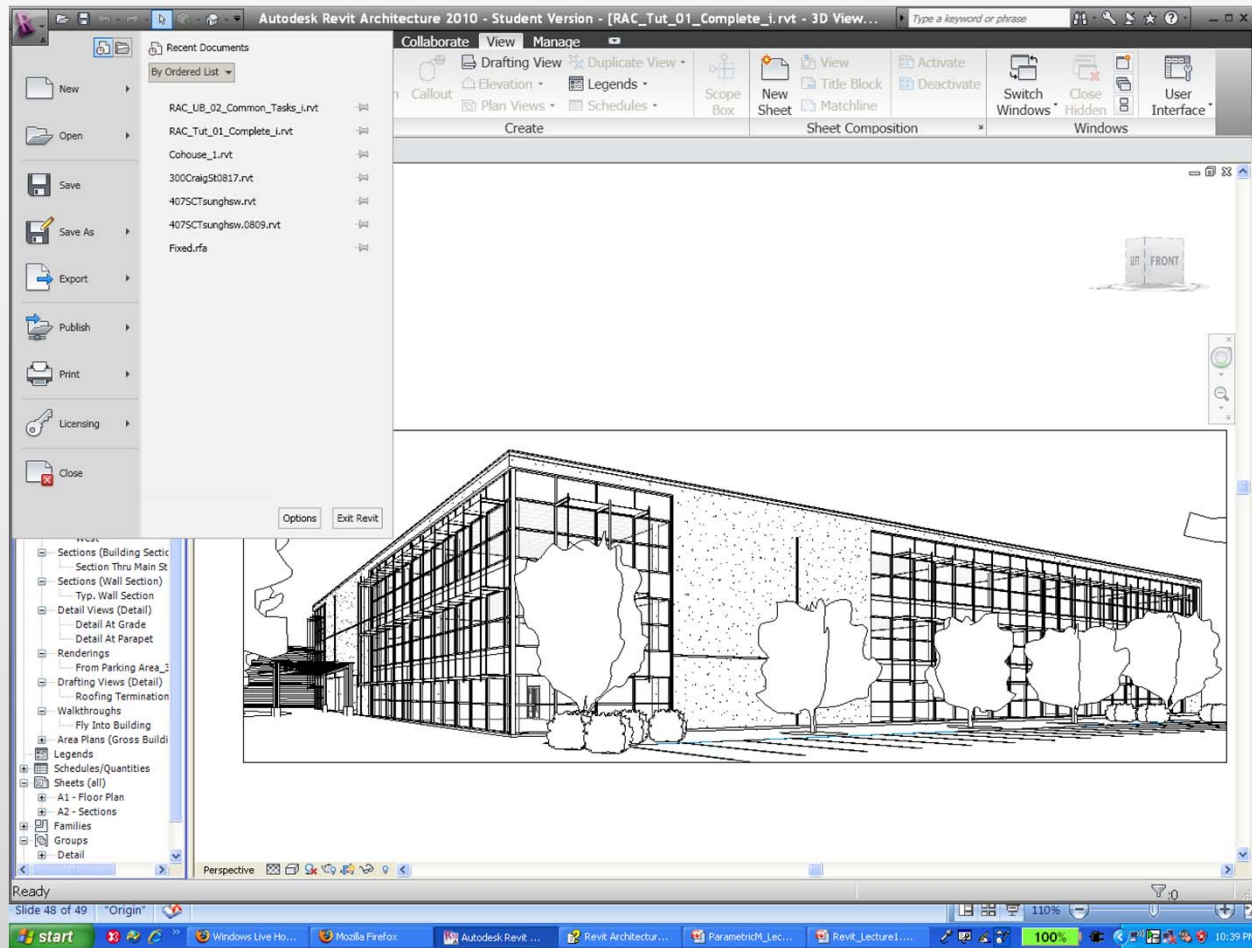 Autodesk Revit Architecture 2010 - Student Version - [RAC_Tut_01_Complete_i.rvt - 3D View...
Type a keyword or phrase
Collaborate View Manage
Recent Documents
By Ordered List
RAC_UB_02_Common_Tasks_i.rvt
RAC_Tut_01_Complete_i.rvt
Cohouse_1.rvt
300CraigSt0817.rvt
407SCTsunghsw.rvt
407SCTsunghsw.0809.rvt
Fixed.rfa
New
Open
Save
Save As
Export
Publish
Print
Licensing
Close
Options
Exit Revit
Callout
Drafting View
Elevation
Plan Views
Duplicate View
Legends
Schedules
Scope Box
Create
New Sheet
View
Title Block
Matchline
Activate
Deactivate
Sheet Composition
Switch Windows
Close Hidden
Windows
User Interface
FRONT
West
Sections (Building Sectic
Section Thru Main St
Sections (Wall Section)
Typ. Wall Section
Detail Views (Detail)
Detail At Grade
Detail At Parapet
Renderings
From Parking Area_3
Drafting Views (Detail)
Roofing Termination
Walkthroughs
Fly Into Building
Area Plans (Gross Buildi
Legends
Schedules/Quantities
Sheets (all)
A1 - Floor Plan
A2 - Sections
Families
Groups
Detail
Perspective
Ready
:0
Slide 48 of 49 "Origin"
110%
start
Windows Live Ho...
Mozilla Firefox
Autodesk Revit ...
Revit Architectur...
ParametricM_Lec...
Revit_Lecture1....
100%
10:39 PM